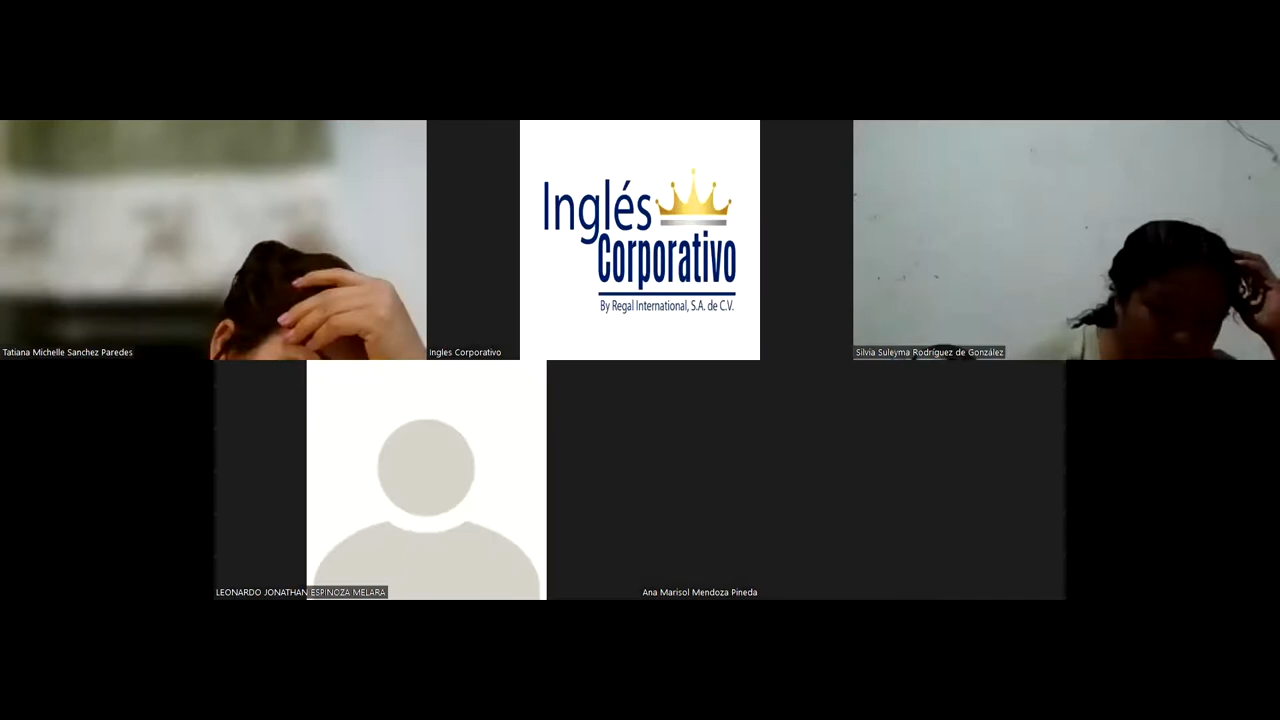 Inglés
Corporativo
By Regal International, S.A. de C.V.
Tatiana Michelle Sanchez Paredes
Ingles Corporativo
Silvia Suleyma Rodríguez de González
LEONARDO JONATHAN ESPINOZA MELARA
Ana Marisol Mendoza Pineda